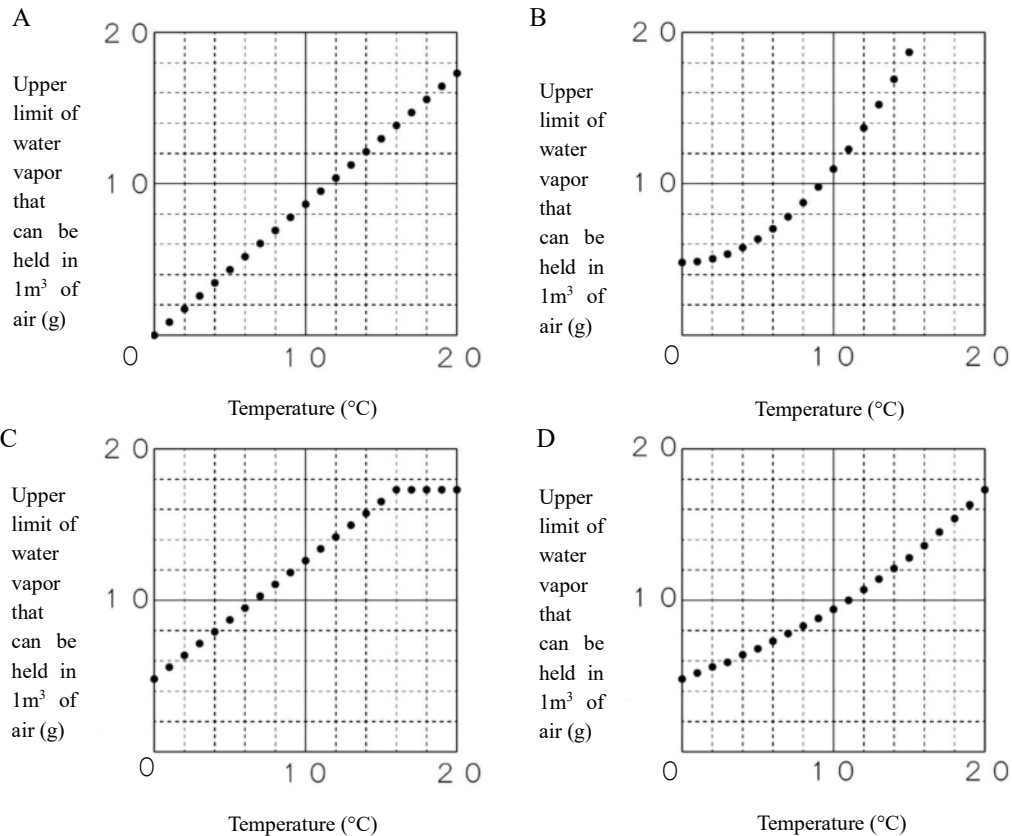 A
20
Upper
limit of
water
vapor
that
can be
held in
1m³ of
air (g)
10
0
10
20
Temperature (°C)
B
20
Upper
limit of
water
vapor
that
can be
held in
1m³ of
air (g)
10
0
10
20
Temperature (°C)
C
20
Upper
limit of
water
vapor
that
can be
held in
1m³ of
air (g)
10
0
10
20
Temperature (°C)
D
20
Upper
limit of
water
vapor
that
can be
held in
1m³ of
air (g)
10
0
10
20
Temperature (°C)